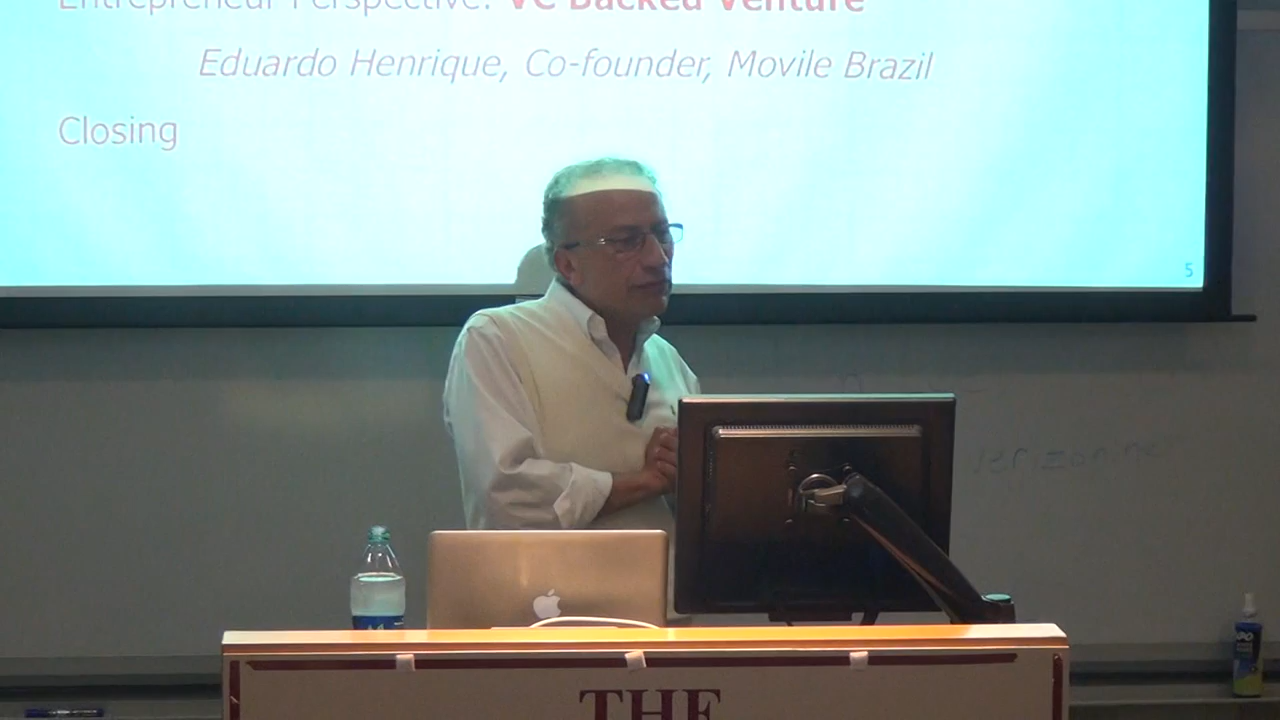 Entrepreneur Perspective: VC Backed Venture
Eduardo Henrique, Co-founder, Movile Brazil
Closing
5
THE